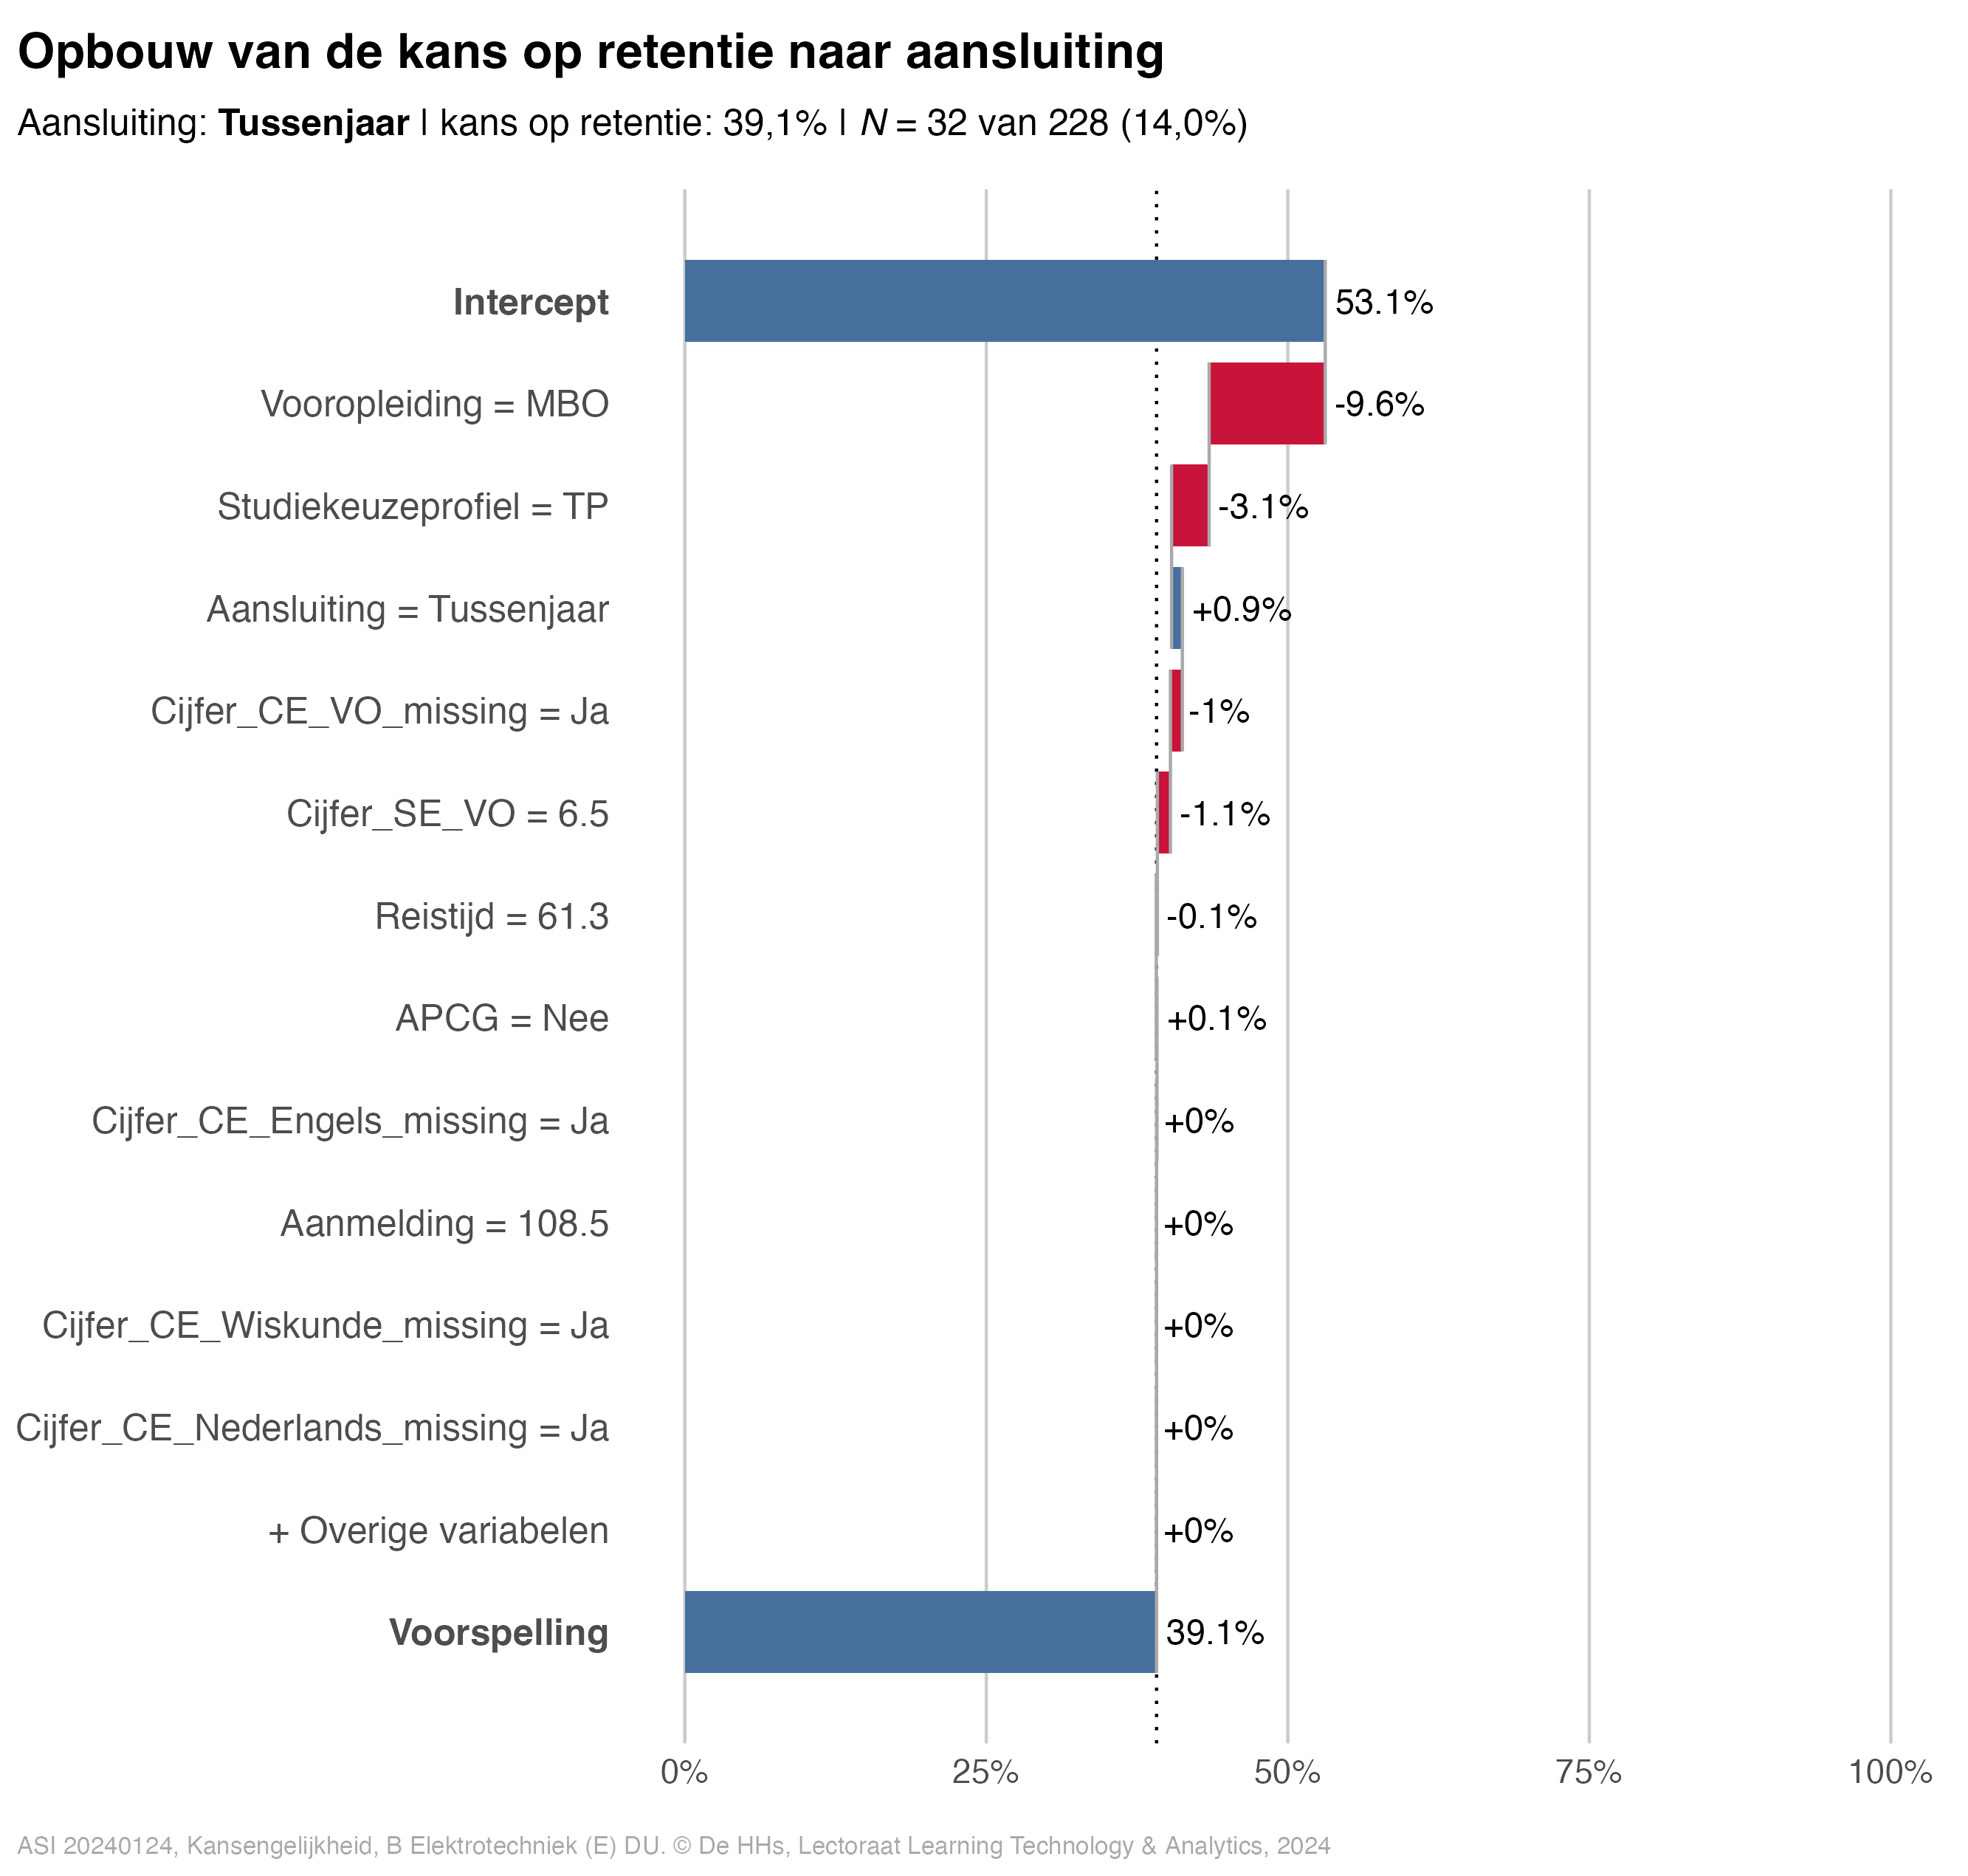 Opbouw van de kans op retentie naar aansluiting
Aansluiting: Tussenjaar | kans op retentie: 39,1% | N = 32 van 228 (14,0%)
Intercept 53.1%
Vooropleiding = MBO -9.6%
Studiekeuzeprofiel = TP -3.1%
Aansluiting = Tussenjaar +0.9%
Cijfer_CE_VO_missing = Ja -1%
Cijfer_SE_VO = 6.5 -1.1%
Reistijd = 61.3 -0.1%
APCG = Nee +0.1%
Cijfer_CE_Engels_missing = Ja +0%
Aanmelding = 108.5 +0%
Cijfer_CE_Wiskunde_missing = Ja +0%
Cijfer_CE_Nederlands_missing = Ja +0%
+ Overige variabelen +0%
Voorspelling 39.1%
0% 25% 50% 75% 100%
ASI 20240124, Kansengelijkheid, B Elektrotechniek (E) DU. © De HHs, Lectoraat Learning Technology & Analytics, 2024